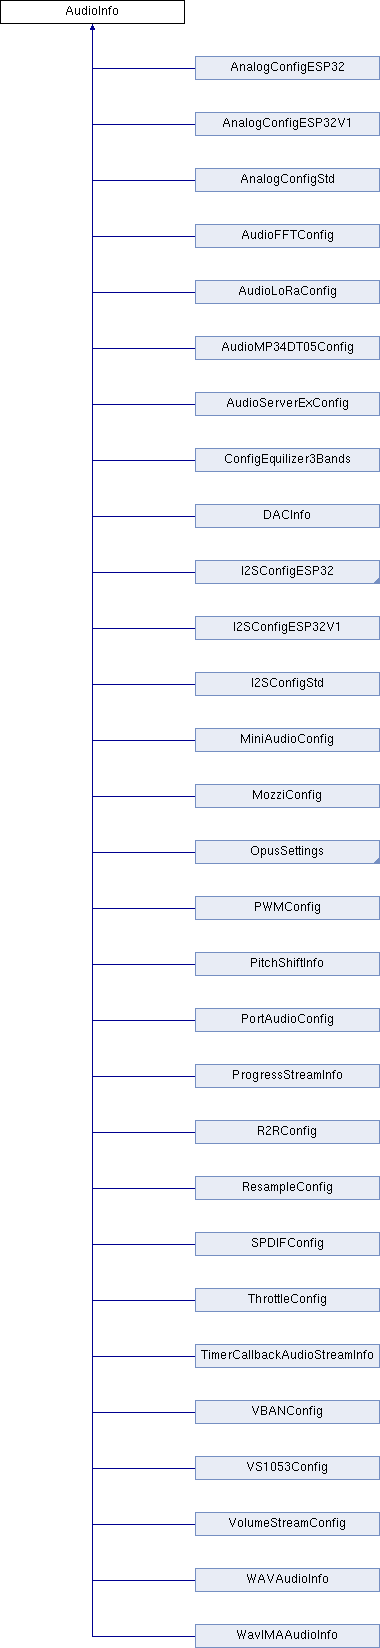 AudioInfo
AnalogConfigESP32
AnalogConfigESP32V1
AnalogConfigStd
AudioFFTConfig
AudioLoRaConfig
AudioMP34DT05Config
AudioServerExConfig
ConfigEquilizer3Bands
DACInfo
I2SConfigESP32
I2SConfigESP32V1
I2SConfigStd
MiniAudioConfig
MozziConfig
OpusSettings
PWMConfig
PitchShiftInfo
PortAudioConfig
ProgressStreamInfo
R2RConfig
ResampleConfig
SPDIFConfig
ThrottleConfig
TimerCallbackAudioStreamInfo
VBANConfig
VS1053Config
VolumeStreamConfig
WAVAudioInfo
WavIMAAudioInfo